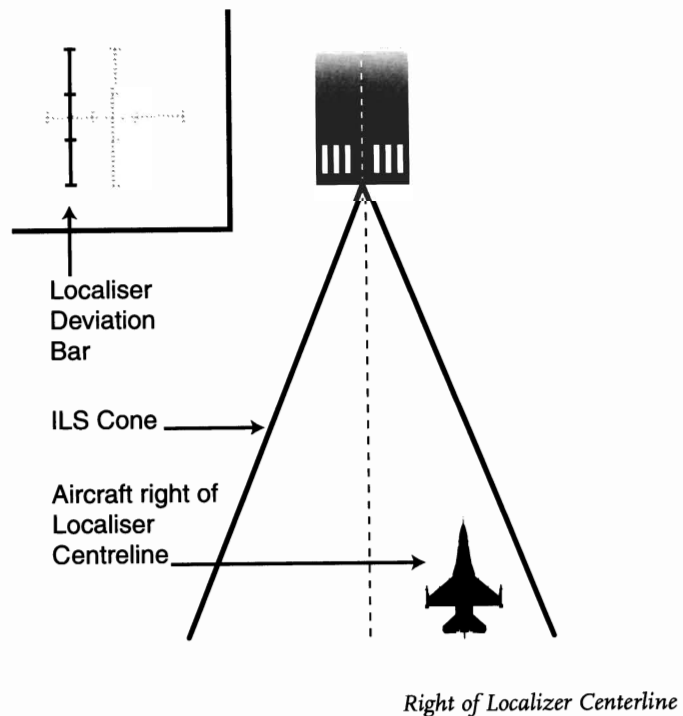 Localiser
Deviation
Bar
ILS Cone
Aircraft right of
Localiser
Centreline
Right of Localizer Centerline